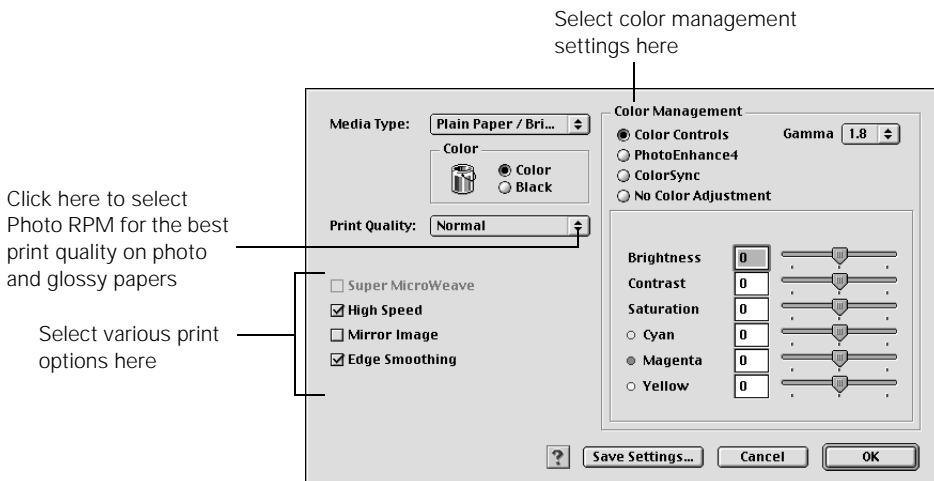 Select color management
settings here
Media Type:
Plain Paper / Bri...
Color
Color
Black
Click here to select
Photo RPM for the best
print quality on photo
and glossy papers
Print Quality:
Normal
Select various print
options here
Super MicroWeave
High Speed
Mirror Image
Edge Smoothing
Color Management
Color Controls
Gamma
1.8
PhotoEnhance4
ColorSync
No Color Adjustment
Brightness
0
Contrast
0
Saturation
0
Cyan
0
Magenta
0
Yellow
0
?
Save Settings...
Cancel
OK